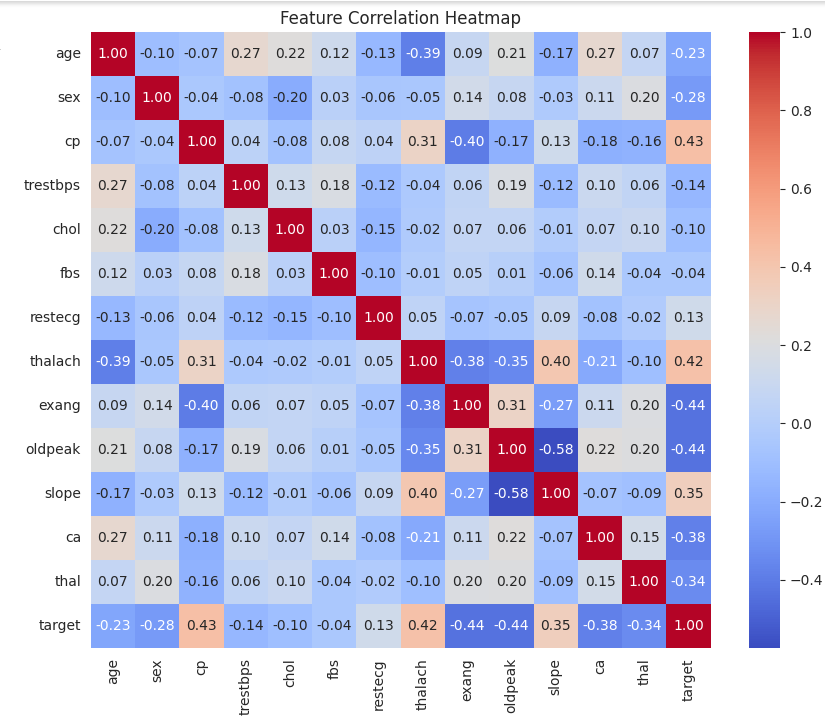 Feature Correlation Heatmap
age 1.00 -0.10 -0.07 0.27 0.22 0.12 -0.13 -0.39 0.09 0.21 -0.17 0.27 0.07 -0.23
sex -0.10 1.00 -0.04 -0.08 -0.20 0.03 -0.06 -0.05 0.14 0.08 -0.03 0.11 0.20 -0.28
cp -0.07 -0.04 1.00 0.04 -0.08 0.08 0.04 0.31 -0.40 -0.17 0.13 -0.18 -0.16 0.43
trestbps 0.27 -0.08 0.04 1.00 0.13 0.18 -0.12 -0.04 0.06 0.19 -0.12 0.10 0.06 -0.14
chol 0.22 -0.20 -0.08 0.13 1.00 0.03 -0.15 -0.02 0.07 0.06 -0.01 0.07 0.10 -0.10
fbs 0.12 0.03 0.08 0.18 0.03 1.00 -0.10 -0.01 0.05 0.01 -0.06 0.14 -0.04 -0.04
restecg -0.13 -0.06 0.04 -0.12 -0.15 -0.10 1.00 0.05 -0.07 -0.05 0.09 -0.08 -0.02 0.13
thalach -0.39 -0.05 0.31 -0.04 -0.02 -0.01 0.05 1.00 -0.38 -0.35 0.40 -0.21 -0.10 0.42
exang 0.09 0.14 -0.40 0.06 0.07 0.05 -0.07 -0.38 1.00 0.31 -0.27 0.11 0.20 -0.44
oldpeak 0.21 0.08 -0.17 0.19 0.06 0.01 -0.05 -0.35 0.31 1.00 -0.58 0.22 0.20 -0.44
slope -0.17 -0.03 0.13 -0.12 -0.01 -0.06 0.09 0.40 -0.27 -0.58 1.00 -0.07 -0.09 0.35
ca 0.27 0.11 -0.18 0.10 0.07 0.14 -0.08 -0.21 0.11 0.22 -0.07 1.00 0.15 -0.38
thal 0.07 0.20 -0.16 0.06 0.10 -0.04 -0.02 -0.10 0.20 0.20 -0.09 0.15 1.00 -0.34
target -0.23 -0.28 0.43 -0.14 -0.10 -0.04 0.13 0.42 -0.44 -0.44 0.35 -0.38 -0.34 1.00
age sex cp trestbps chol fbs restecg thalach exang oldpeak slope ca thal target
1.0
0.8
0.6
0.4
0.2
0.0
−0.2
−0.4